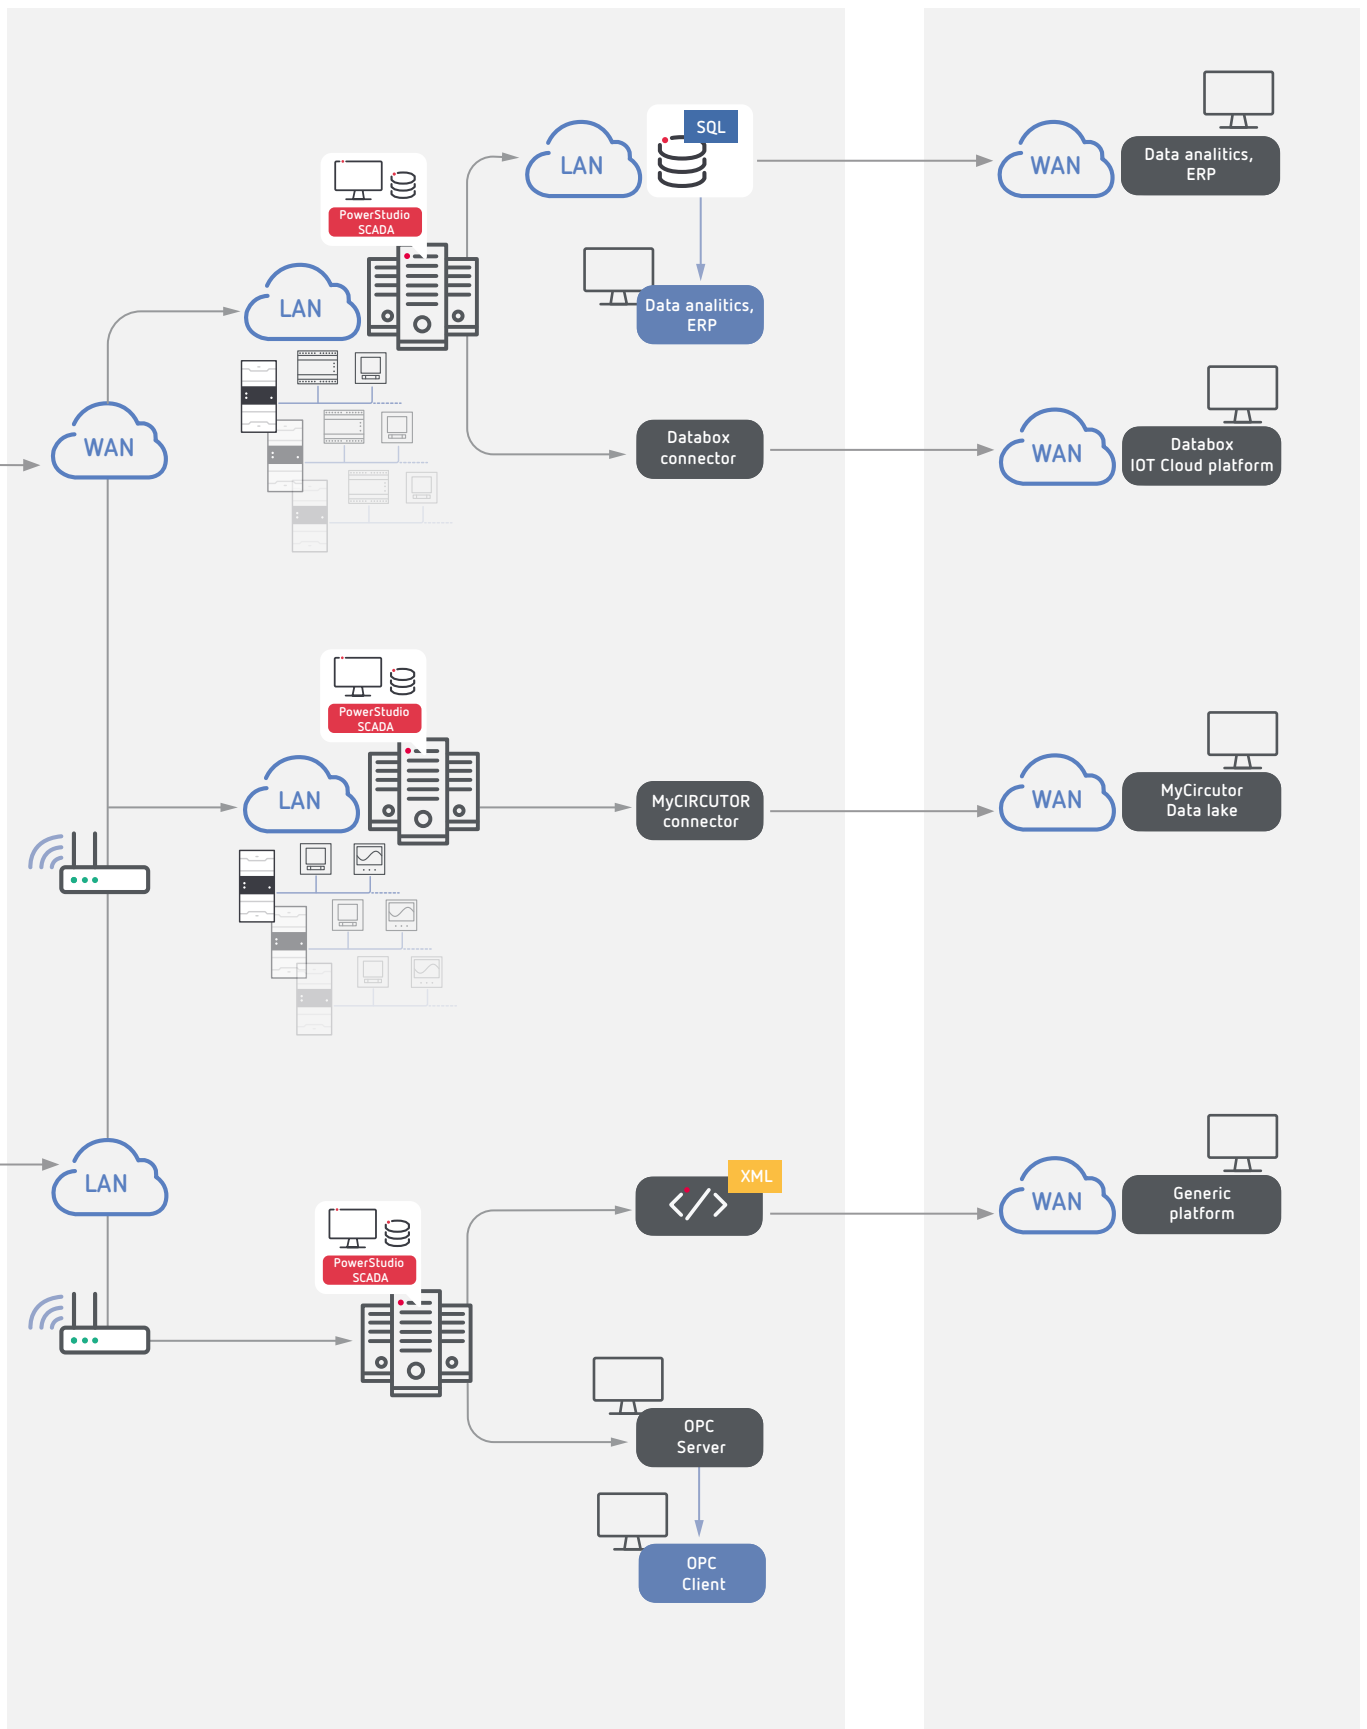 SQL
LAN
WAN
Data analitics,
ERP
PowerStudio
SCADA
LAN
Data analitics,
ERP
WAN
Databox
connector
WAN
Databox
IOT Cloud platform
PowerStudio
SCADA
LAN
MyCIRCUTOR
connector
WAN
MyCircutor
Data lake
LAN
XML
</>
WAN
Generic
platform
PowerStudio
SCADA
OPC
Server
OPC
Client